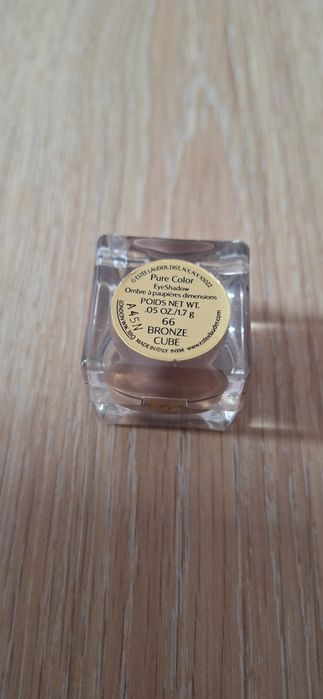 © ESTEE LAUDER, DIST. N.Y., N.Y. 10022
Pure Color
EyeShadow
Ombre à paupières dimensions
POIDS NET WT.
.05 OZ./1.7 g
66
BRONZE
CUBE
A45N
MADE IN ITALY
www.esteelauder.com